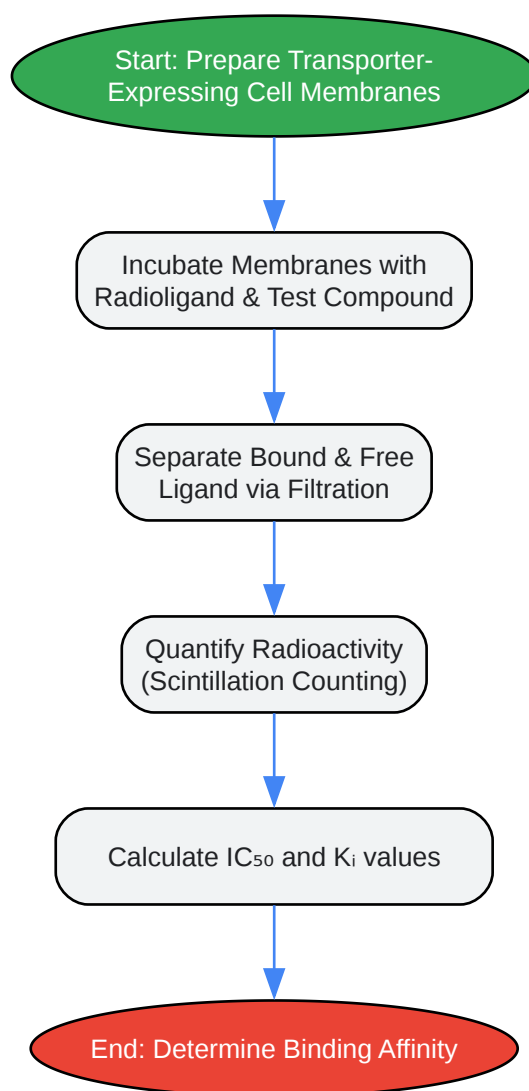 Start: Prepare Transporter-
Expressing Cell Membranes
Incubate Membranes with
Radioligand & Test Compound
Separate Bound & Free
Ligand via Filtration
Quantify Radioactivity
(Scintillation Counting)
Calculate IC₅₀ and Kᵢ values
End: Determine Binding Affinity